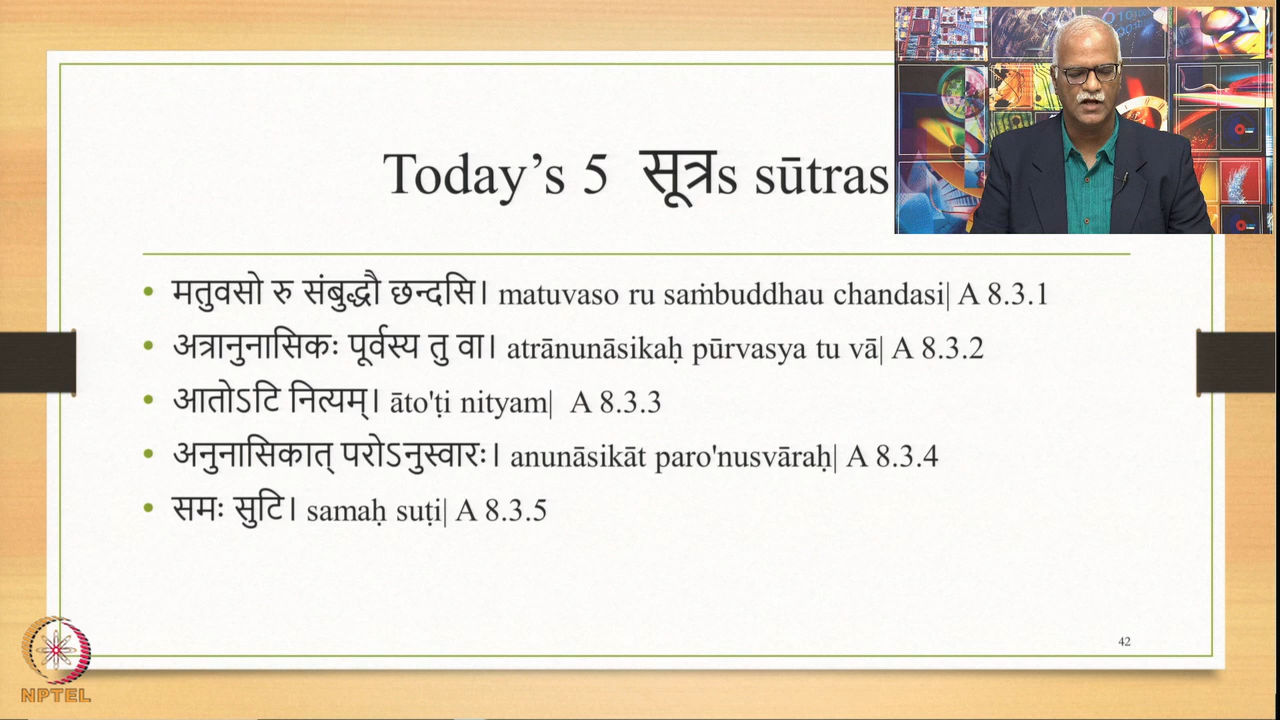 Today’s 5 सूत्रs sūtras
• मतुवसो रु संबुद्धौ छन्दसि। matuvaso ru saṁbuddhau chandasi| A 8.3.1
• अत्रानुनासिकः पूर्वस्य तु वा। atrānunāsikaḥ pūrvasya tu vā| A 8.3.2
• आतोऽटि नित्यम्। āto'ṭi nityam| A 8.3.3
• अनुनासिकात् परोऽनुस्वारः। anunāsikāt paro'nusvāraḥ| A 8.3.4
• समः सुटि। samaḥ suṭi| A 8.3.5
42
NPTEL